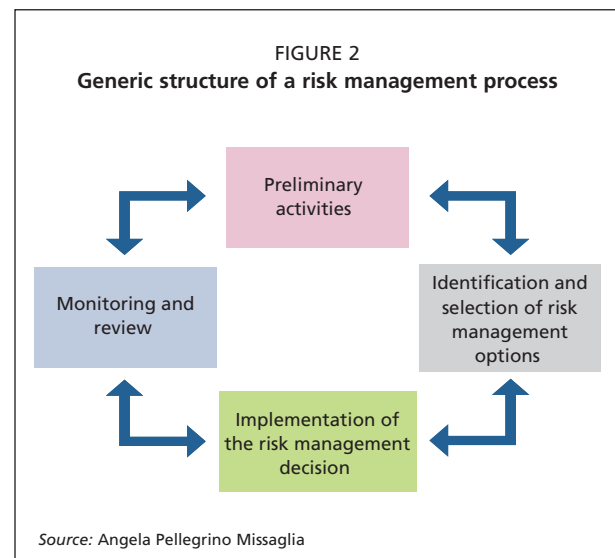 FIGURE 2
Generic structure of a risk management process
Preliminary
activities
Monitoring and
review
Identification and
selection of risk
management
options
Implementation of
the risk management
decision
Source: Angela Pellegrino Missaglia